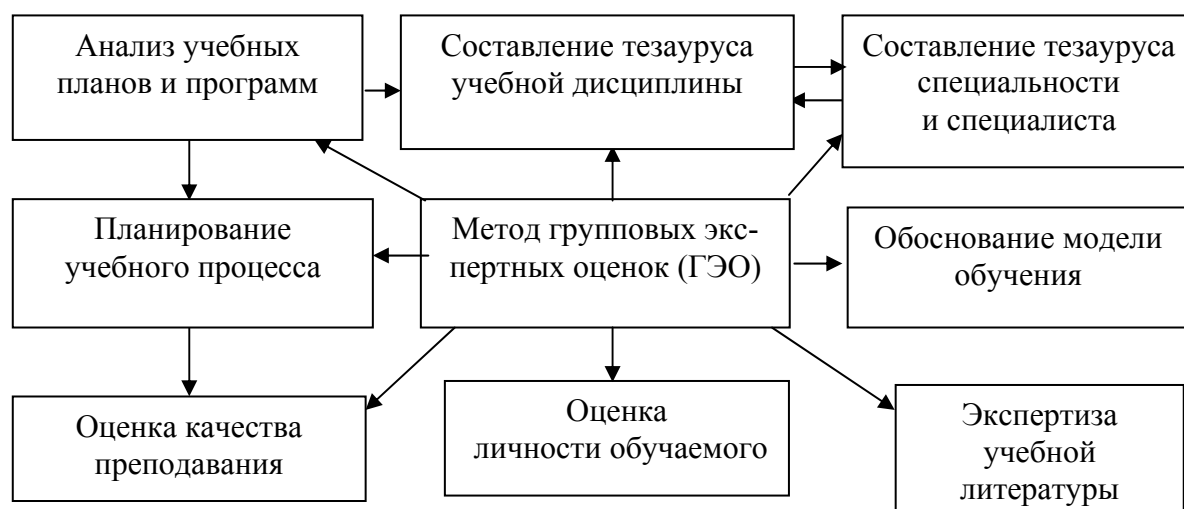 Анализ учебных
планов и программ
Составление тезауруса
учебной дисциплины
Составление тезауруса
специальности
и специалиста
Планирование
учебного процесса
Метод групповых экс-
пертных оценок (ГЭО)
Обоснование модели
обучения
Оценка качества
преподавания
Оценка
личности обучаемого
Экспертиза
учебной
литературы